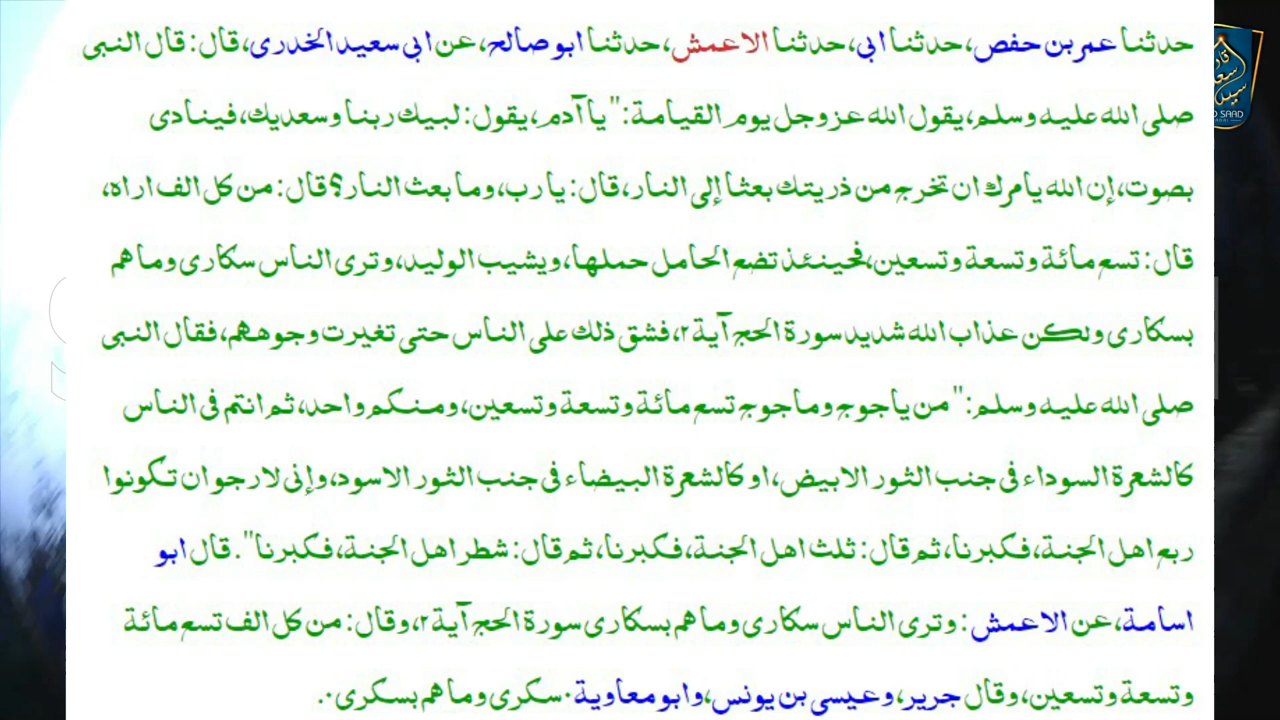 حدثنا عمر بن حفص، حدثنا ابي، حدثنا الاعمش، حدثنا ابو صالح، عن ابي سعيد الخدري، قال: قال النبي
صلى الله عليه وسلم، يقول الله عز وجل يوم القيامة:" يا آدم، يقول: لبيك ربنا وسعديك، فينادى
بصوت، إن الله يامرك ان تخرج من ذريتك بعثا إلى النار، قال: يا رب، وما بعث النار؟ قال: من كل الف اراه،
قال: تسع مائة وتسعة وتسعين، فحينئذ تضع الحامل حملها، ويشيب الوليد، وترى الناس سكارى وما هم
بسكارى ولكن عذاب الله شديد سورة الحج آية ٢، فشق ذلك على الناس حتى تغيرت وجوههم، فقال النبي
صلى الله عليه وسلم:" من ياجوج وماجوج تسع مائة وتسعة وتسعين، ومنكم واحد، ثم انتم في الناس
كالشعرة السوداء في جنب الثور الابيض، او كالشعرة البيضاء في جنب الثور الاسود، وإني لارجو ان تكونوا
ربع اهل الجنة، فكبرنا، ثم قال: ثلث اهل الجنة، فكبرنا، ثم قال: شطر اهل الجنة، فكبرنا". قال ابو
اسامة، عن الاعمش: وترى الناس سكارى وما هم بسكارى سورة الحج آية ٢، وقال: من كل الف تسع مائة
وتسعة وتسعين، وقال جرير، وعيسى بن يونس، وابو معاوية ٠سكرى وما هم بسكرى٠.